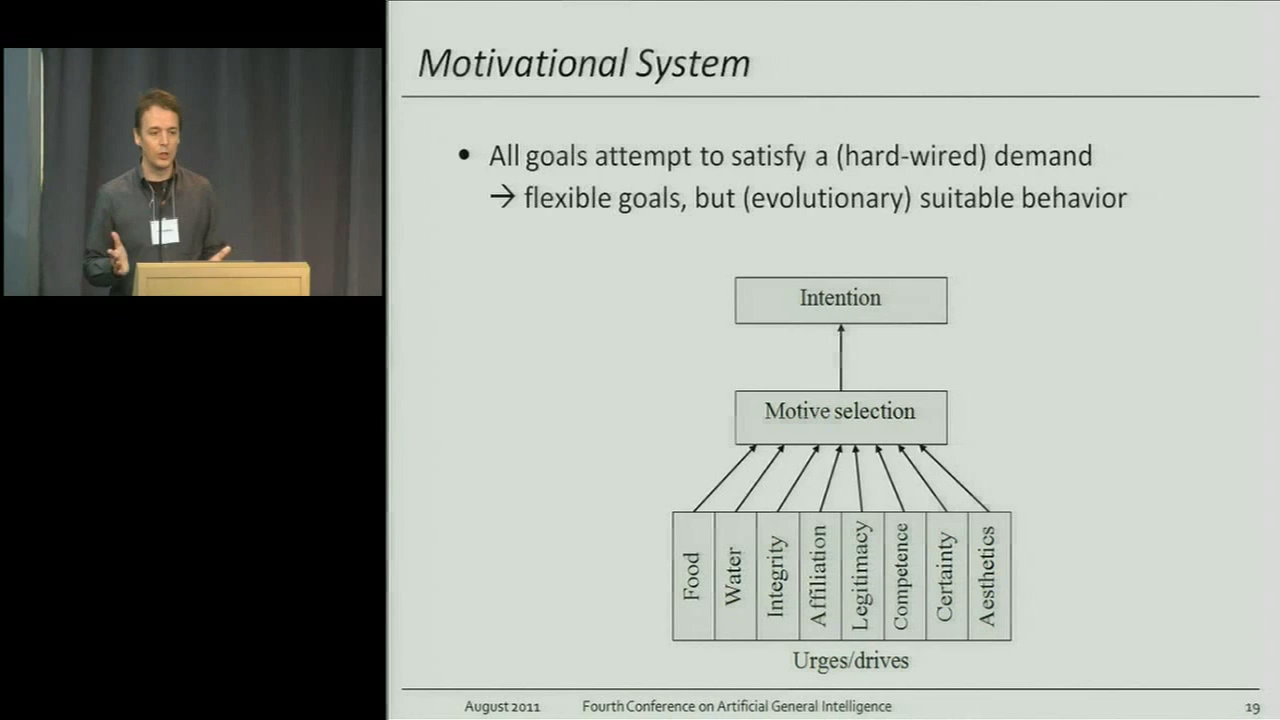 Motivational System
• All goals attempt to satisfy a (hard-wired) demand
→ flexible goals, but (evolutionary) suitable behavior
Intention
Motive selection
Food
Water
Integrity
Affiliation
Legitimacy
Competence
Certainty
Aesthetics
Urges/drives
August 2011 Fourth Conference on Artificial General Intelligence 19